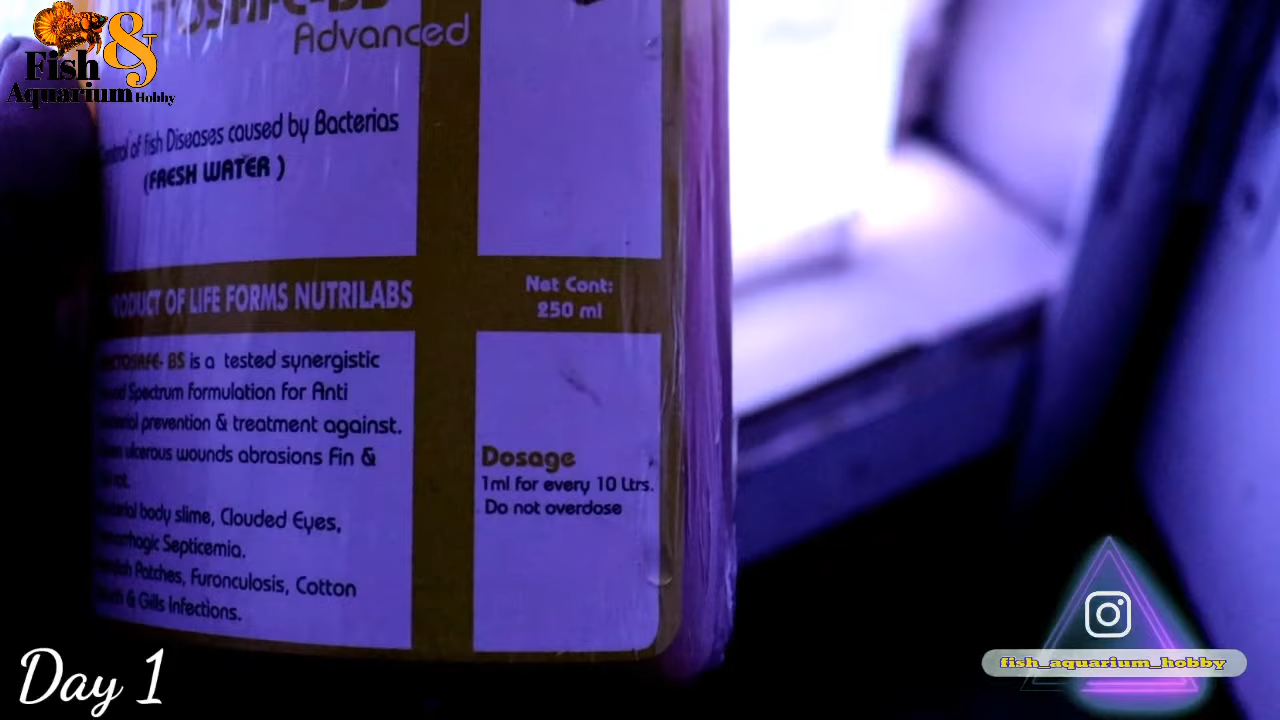 Fish &
Aquarium Hobby
Advanced
of fish Diseases caused by Bacterias
(FRESH WATER )
PRODUCT OF LIFE FORMS NUTRILABS
Net Cont:
250 ml
BS is a tested synergistic
Spectrum formulation for Anti
prevention & treatment against.
ulcerous wounds abrasions Fin &
rot.
body slime, Clouded Eyes,
Septicemia.
Patches, Furonculosis, Cotton
& Gills Infections.
Dosage
1ml for every 10 Ltrs.
Do not overdose
Day 1
fish_aquarium_hobby